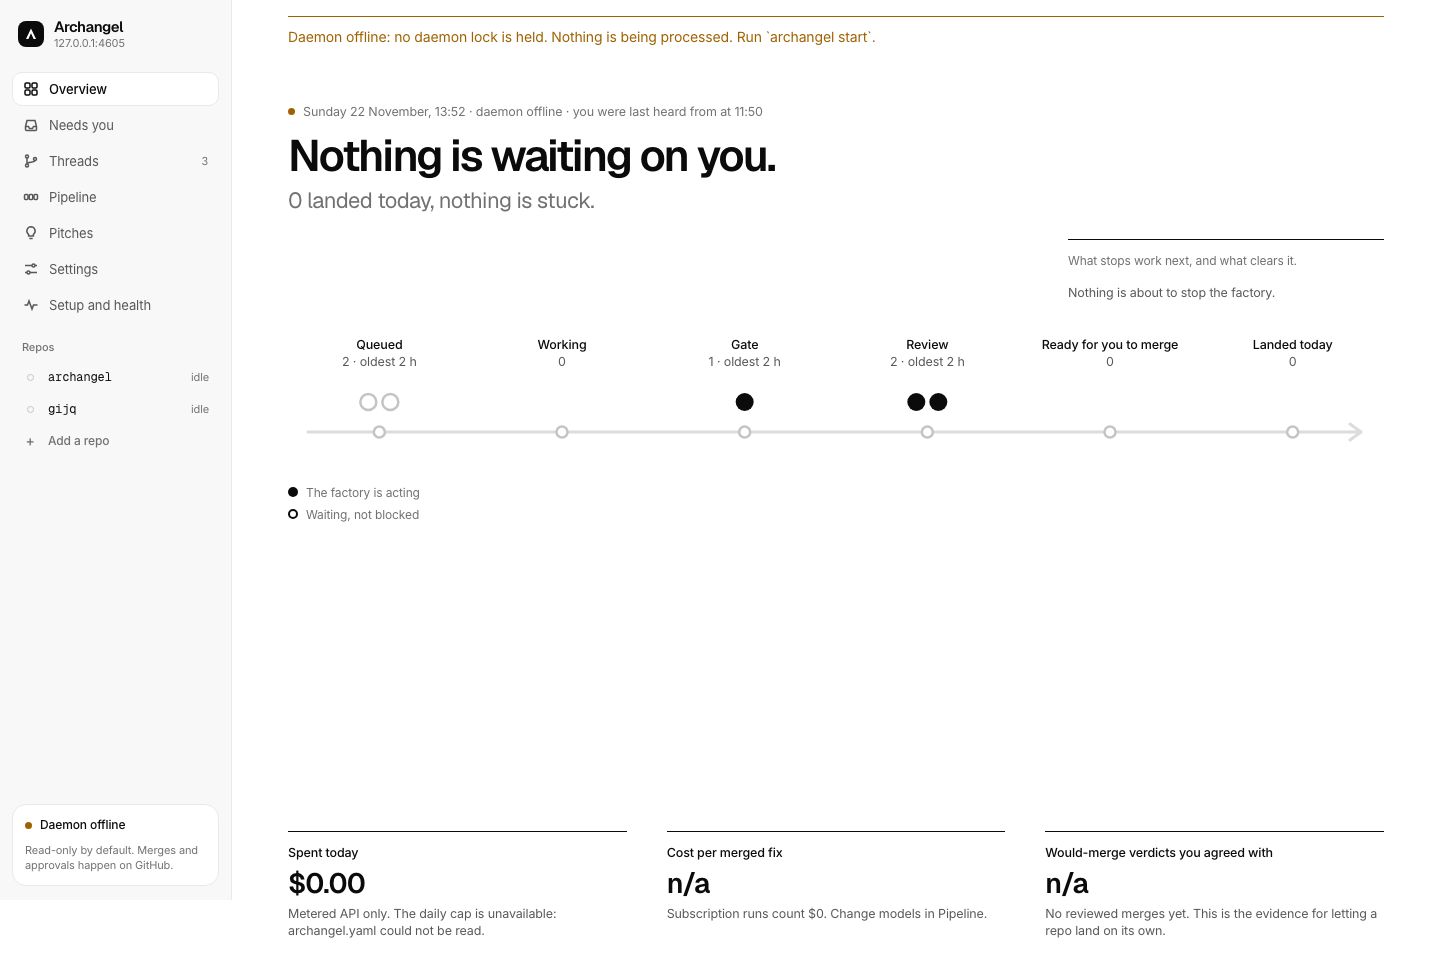 Archangel
127.0.0.1:4605
Overview
Needs you
Threads 3
Pipeline
Pitches
Settings
Setup and health
Repos
archangel idle
gijq idle
+ Add a repo
Daemon offline
Read-only by default. Merges and
approvals happen on GitHub.
Daemon offline: no daemon lock is held. Nothing is being processed. Run `archangel start`.
Sunday 22 November, 13:52 · daemon offline · you were last heard from at 11:50
Nothing is waiting on you.
0 landed today, nothing is stuck.
What stops work next, and what clears it.
Nothing is about to stop the factory.
Queued
2 · oldest 2 h
Working
0
Gate
1 · oldest 2 h
Review
2 · oldest 2 h
Ready for you to merge
0
Landed today
0
The factory is acting
Waiting, not blocked
Spent today
$0.00
Metered API only. The daily cap is unavailable:
archangel.yaml could not be read.
Cost per merged fix
n/a
Subscription runs count $0. Change models in Pipeline.
Would-merge verdicts you agreed with
n/a
No reviewed merges yet. This is the evidence for letting a
repo land on its own.